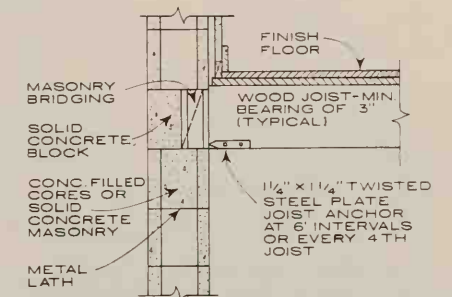 FINISH
FLOOR
MASONRY
BRIDGING
WOOD JOIST-MIN.
BEARING OF 3"
(TYPICAL)
SOLID
CONCRETE
BLOCK
CONC. FILLED
CORES OR
SOLID
CONCRETE
MASONRY
1 1/4" X 1 1/4" TWISTED
STEEL PLATE
JOIST ANCHOR
AT 6' INTERVALS
OR EVERY 4TH
JOIST
METAL
LATH